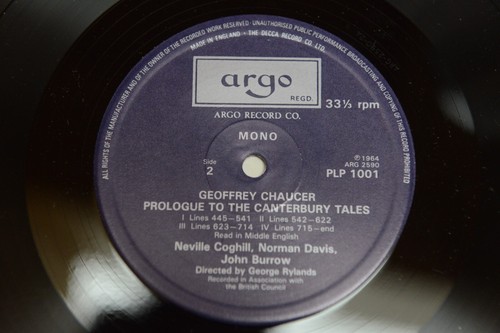 ALL RIGHTS OF THE MANUFACTURER AND OF THE OWNER OF THE RECORDED WORK RESERVED · UNAUTHORISED PUBLIC PERFORMANCE BROADCASTING AND COPYING OF THIS RECORD PROHIBITED
MADE IN ENGLAND · THE DECCA RECORD CO. LTD.
argo
REGD.
33⅓ rpm
ARGO RECORD CO.
MONO
Side
2
℗ 1964
ARG 2590
PLP 1001
GEOFFREY CHAUCER
PROLOGUE TO THE CANTERBURY TALES
I Lines 445-541 II Lines 542-622
III Lines 623-714 IV Lines 715-end
Read in Middle English
Neville Coghill, Norman Davis,
John Burrow
Directed by George Rylands
Recorded in Association with
the British Council